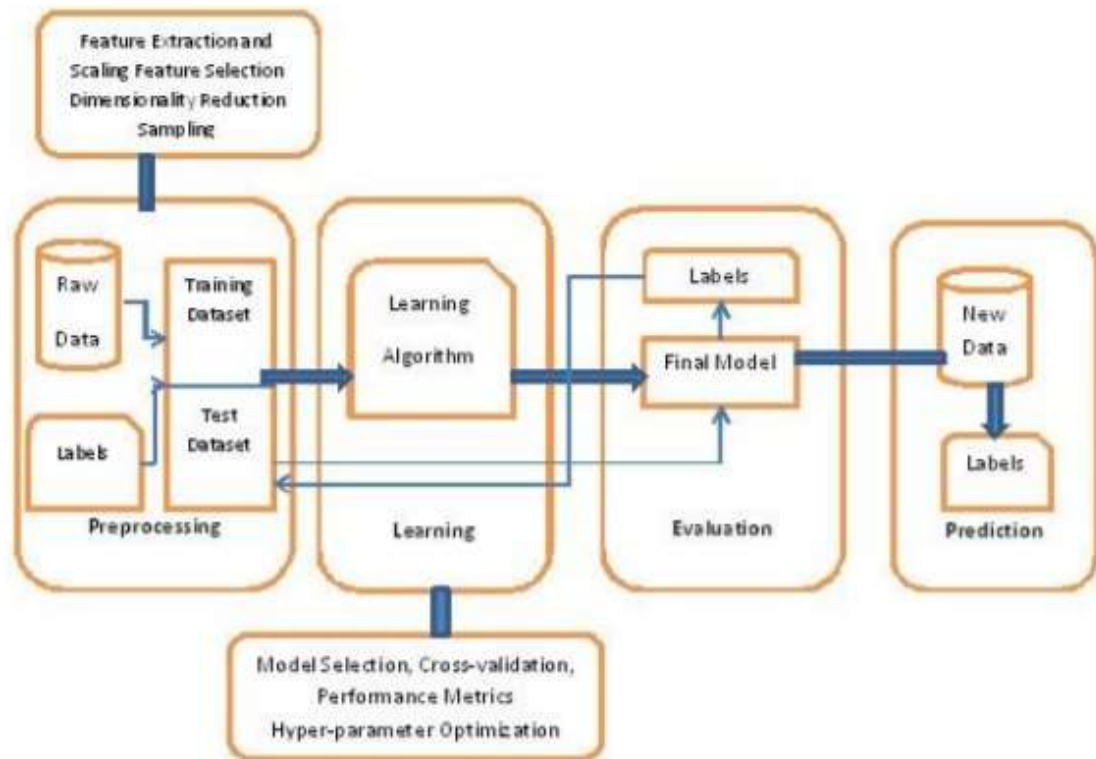 Feature Extraction and
Scaling Feature Selection
Dimensionality Reduction
Sampling
Raw
Data
Labels
Training
Dataset
Test
Dataset
Preprocessing
Learning
Algorithm
Learning
Labels
Final Model
Evaluation
New
Data
Labels
Prediction
Model Selection, Cross-validation,
Performance Metrics
Hyper-parameter Optimization